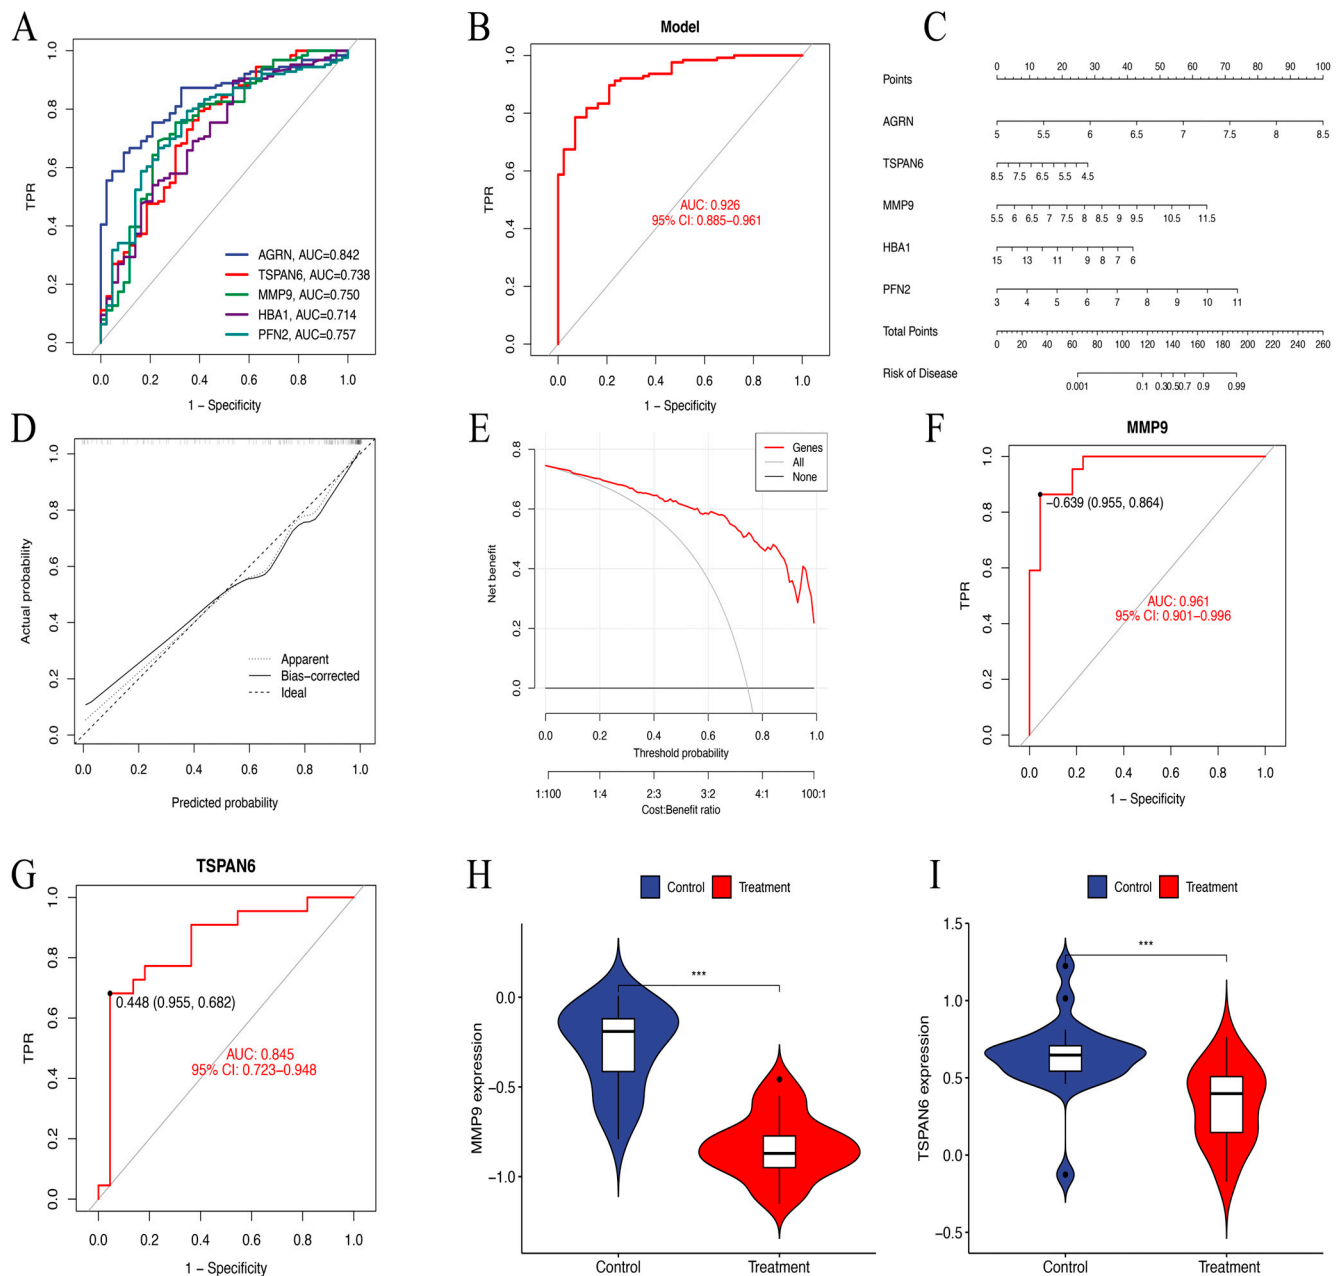 A
TPR
0.0 0.2 0.4 0.6 0.8 1.0
AGRN, AUC=0.842
TSPAN6, AUC=0.738
MMP9, AUC=0.750
HBA1, AUC=0.714
PFN2, AUC=0.757
0.0 0.2 0.4 0.6 0.8 1.0
1 − Specificity
B
Model
TPR
0.0 0.2 0.4 0.6 0.8 1.0
AUC: 0.926
95% CI: 0.885−0.961
0.0 0.2 0.4 0.6 0.8 1.0
1 − Specificity
C
0 10 20 30 40 50 60 70 80 90 100
Points
AGRN
5 5.5 6 6.5 7 7.5 8 8.5
TSPAN6
8.5 7.5 6.5 5.5 4.5
MMP9
5.5 6 6.5 7 7.5 8 8.5 9 9.5 10.5 11.5
HBA1
15 13 11 9 8 7 6
PFN2
3 4 5 6 7 8 9 10 11
Total Points
0 20 40 60 80 100 120 140 160 180 200 220 240 260
Risk of Disease
0.001 0.1 0.3 0.5 0.7 0.9 0.99
D
Actual probability
0.0 0.2 0.4 0.6 0.8 1.0
Apparent
Bias−corrected
Ideal
0.0 0.2 0.4 0.6 0.8 1.0
Predicted probability
E
Net benefit
0.0 0.2 0.4 0.6 0.8
Genes
All
None
0.0 0.2 0.4 0.6 0.8 1.0
Threshold probability
1:100 1:4 2:3 3:2 4:1 100:1
Cost:Benefit ratio
F
MMP9
TPR
0.0 0.2 0.4 0.6 0.8 1.0
−0.639 (0.955, 0.864)
AUC: 0.961
95% CI: 0.901−0.996
0.0 0.2 0.4 0.6 0.8 1.0
1 − Specificity
G
TSPAN6
TPR
0.0 0.2 0.4 0.6 0.8 1.0
0.448 (0.955, 0.682)
AUC: 0.845
95% CI: 0.723−0.948
0.0 0.2 0.4 0.6 0.8 1.0
1 − Specificity
H
Control Treatment
MMP9 expression
0.0
−0.5
−1.0
***
Control Treatment
I
Control Treatment
TSPAN6 expression
1.5
1.0
0.5
0.0
−0.5
***
Control Treatment